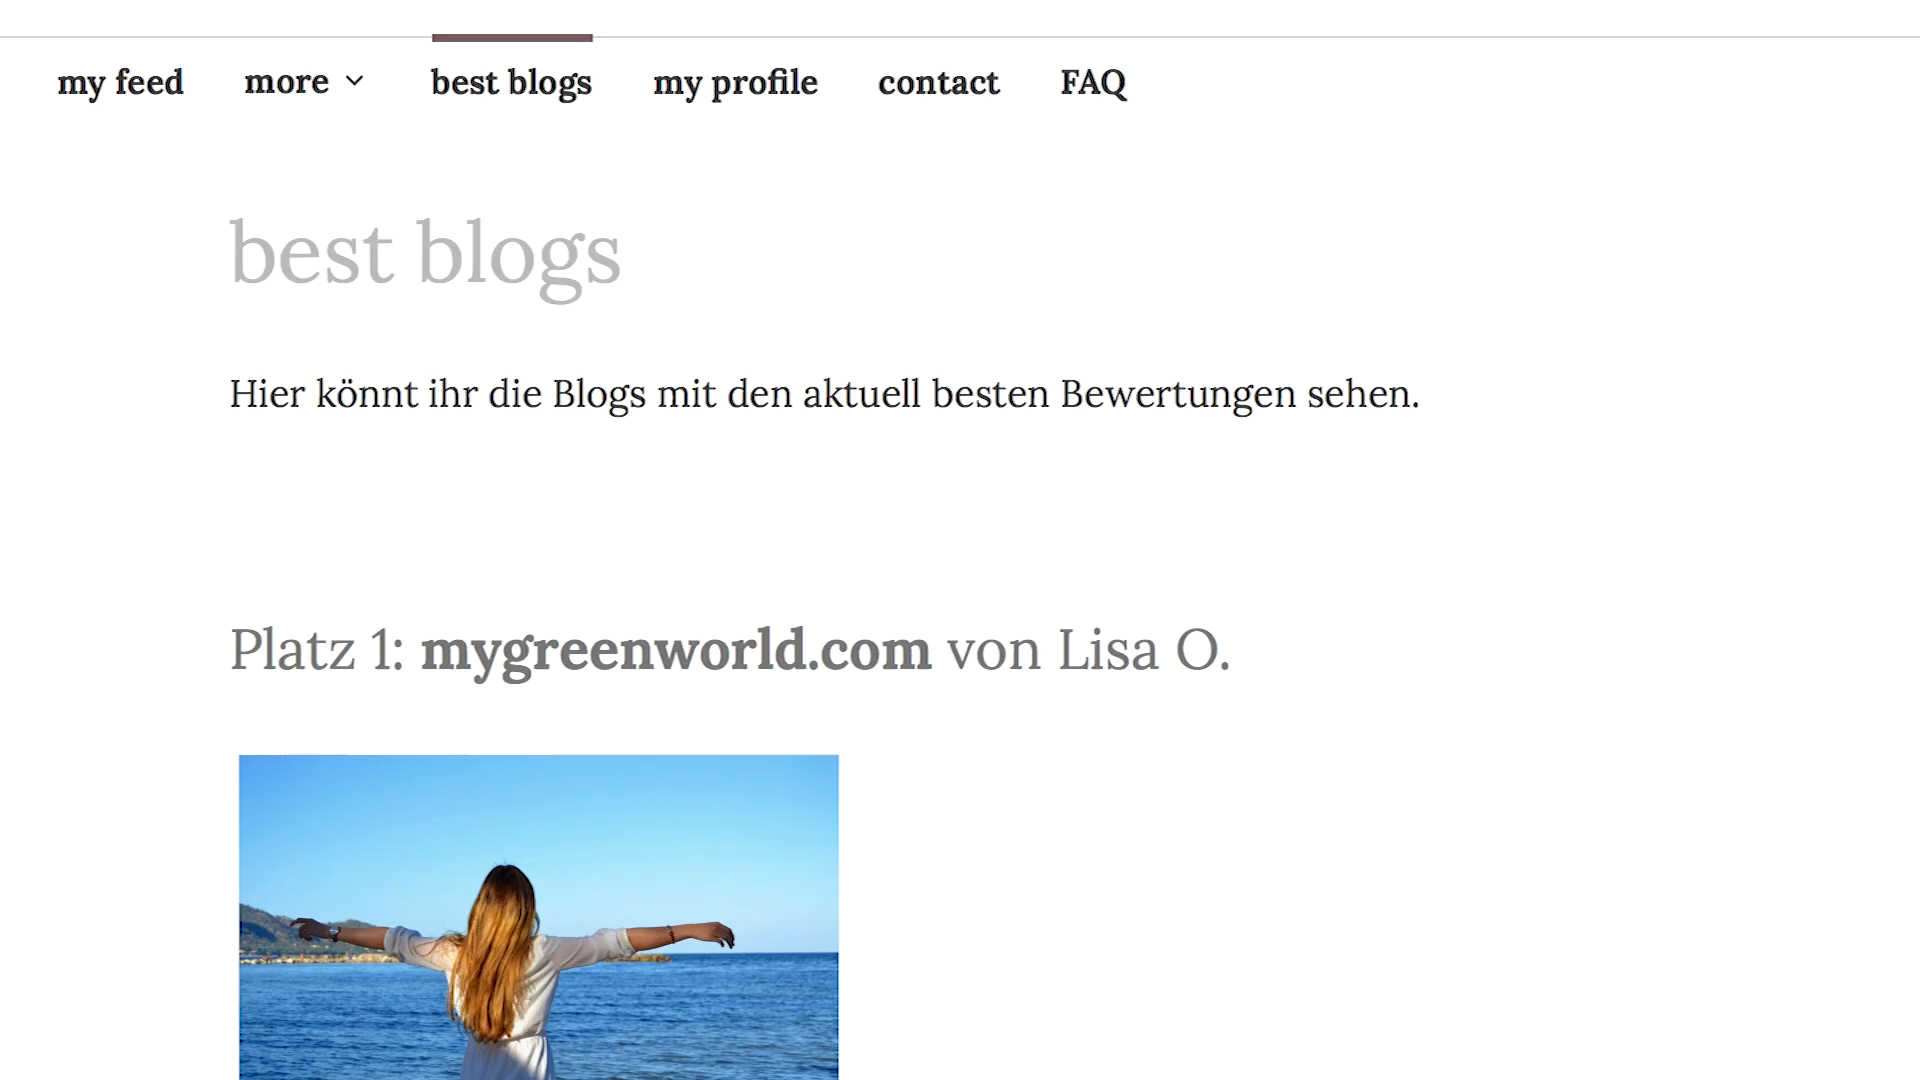 my feed more best blogs my profile contact FAQ
best blogs
Hier könnt ihr die Blogs mit den aktuell besten Bewertungen sehen.
Platz 1: mygreenworld.com von Lisa O.